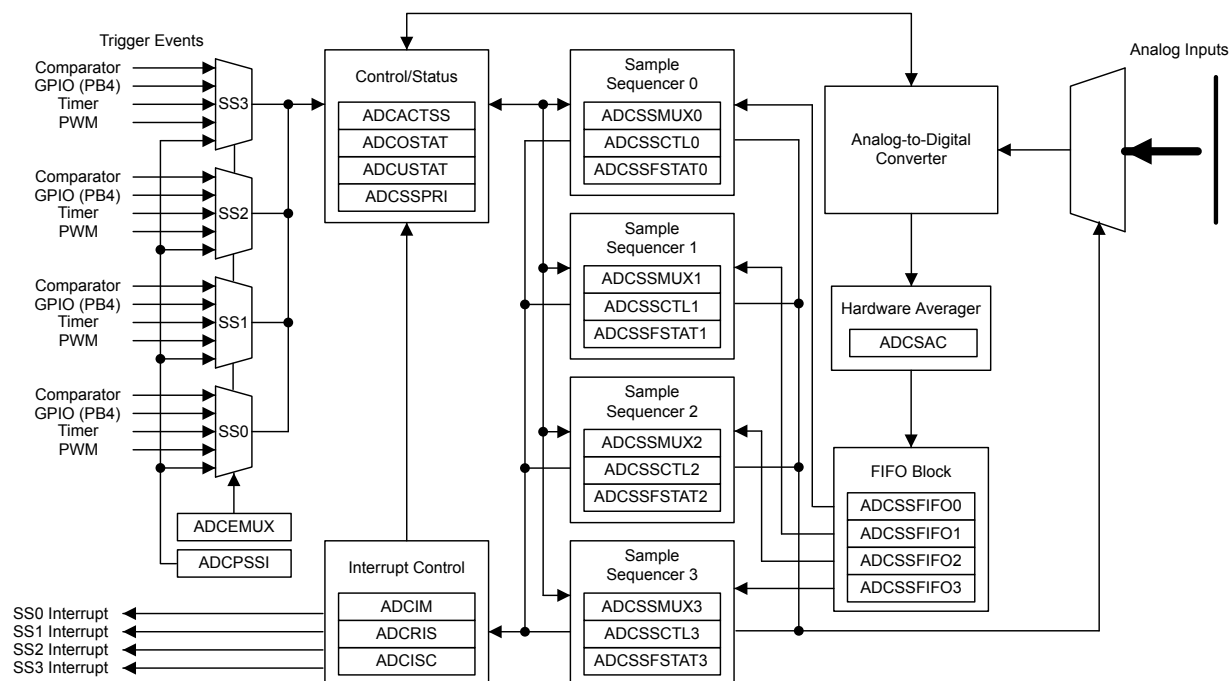 Trigger Events
Comparator
GPIO (PB4)
Timer
PWM
SS3
Comparator
GPIO (PB4)
Timer
PWM
SS2
Comparator
GPIO (PB4)
Timer
PWM
SS1
Comparator
GPIO (PB4)
Timer
PWM
SS0
ADCEMUX
ADCPSSI
SS0 Interrupt
SS1 Interrupt
SS2 Interrupt
SS3 Interrupt
Control/Status
ADCACTSS
ADCOSTAT
ADCUSTAT
ADCSSPRI
Interrupt Control
ADCIM
ADCRIS
ADCISC
Sample
Sequencer 0
ADCSSMUX0
ADCSSCTL0
ADCSSFSTAT0
Sample
Sequencer 1
ADCSSMUX1
ADCSSCTL1
ADCSSFSTAT1
Sample
Sequencer 2
ADCSSMUX2
ADCSSCTL2
ADCSSFSTAT2
Sample
Sequencer 3
ADCSSMUX3
ADCSSCTL3
ADCSSFSTAT3
Analog-to-Digital
Converter
Hardware Averager
ADCSAC
FIFO Block
ADCSSFIFO0
ADCSSFIFO1
ADCSSFIFO2
ADCSSFIFO3
Analog Inputs